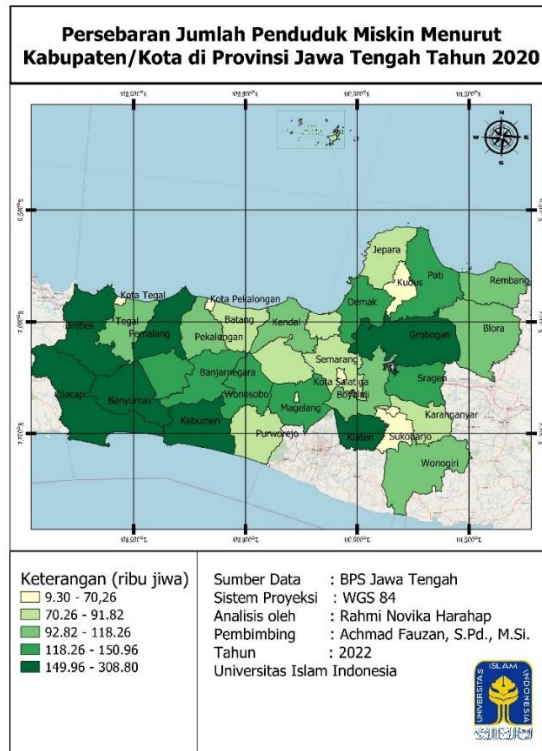 Persebaran Jumlah Penduduk Miskin Menurut
Kabupaten/Kota di Provinsi Jawa Tengah Tahun 2020
N
W E
S
Jepara
Kudus
Pati
Rembang
Kota Tegal
Kota Pekalongan
Demak
Brebes
Tegal
Pemalang
Batang
Pekalongan
Kendal
Grobogan
Blora
Semarang
Banjarnegara
Kota Salatiga
Sragen
Cilacap
Banyumas
Wonosobo
Magelang
Boyolali
Kebumen
Purworejo
Klaten
Karanganyar
Sukoharjo
Wonogiri
Keterangan (ribu jiwa)
9.30 - 70,26
70.26 - 91.82
92.82 - 118.26
118.26 - 150.96
149.96 - 308.80
Sumber Data : BPS Jawa Tengah
Sistem Proyeksi : WGS 84
Analisis oleh : Rahmi Novika Harahap
Pembimbing : Achmad Fauzan, S.Pd., M.Si.
Tahun : 2022
Universitas Islam Indonesia
UNIVERSITAS ISLAM INDONESIA